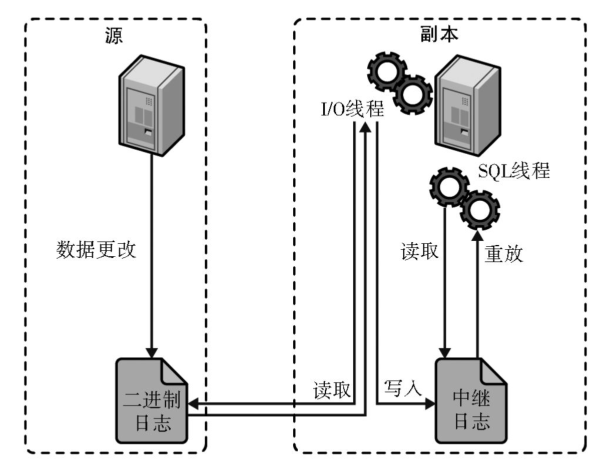 源
副本
I/O线程
SQL线程
数据更改
读取
重放
读取
写入
二进制
日志
中继
日志